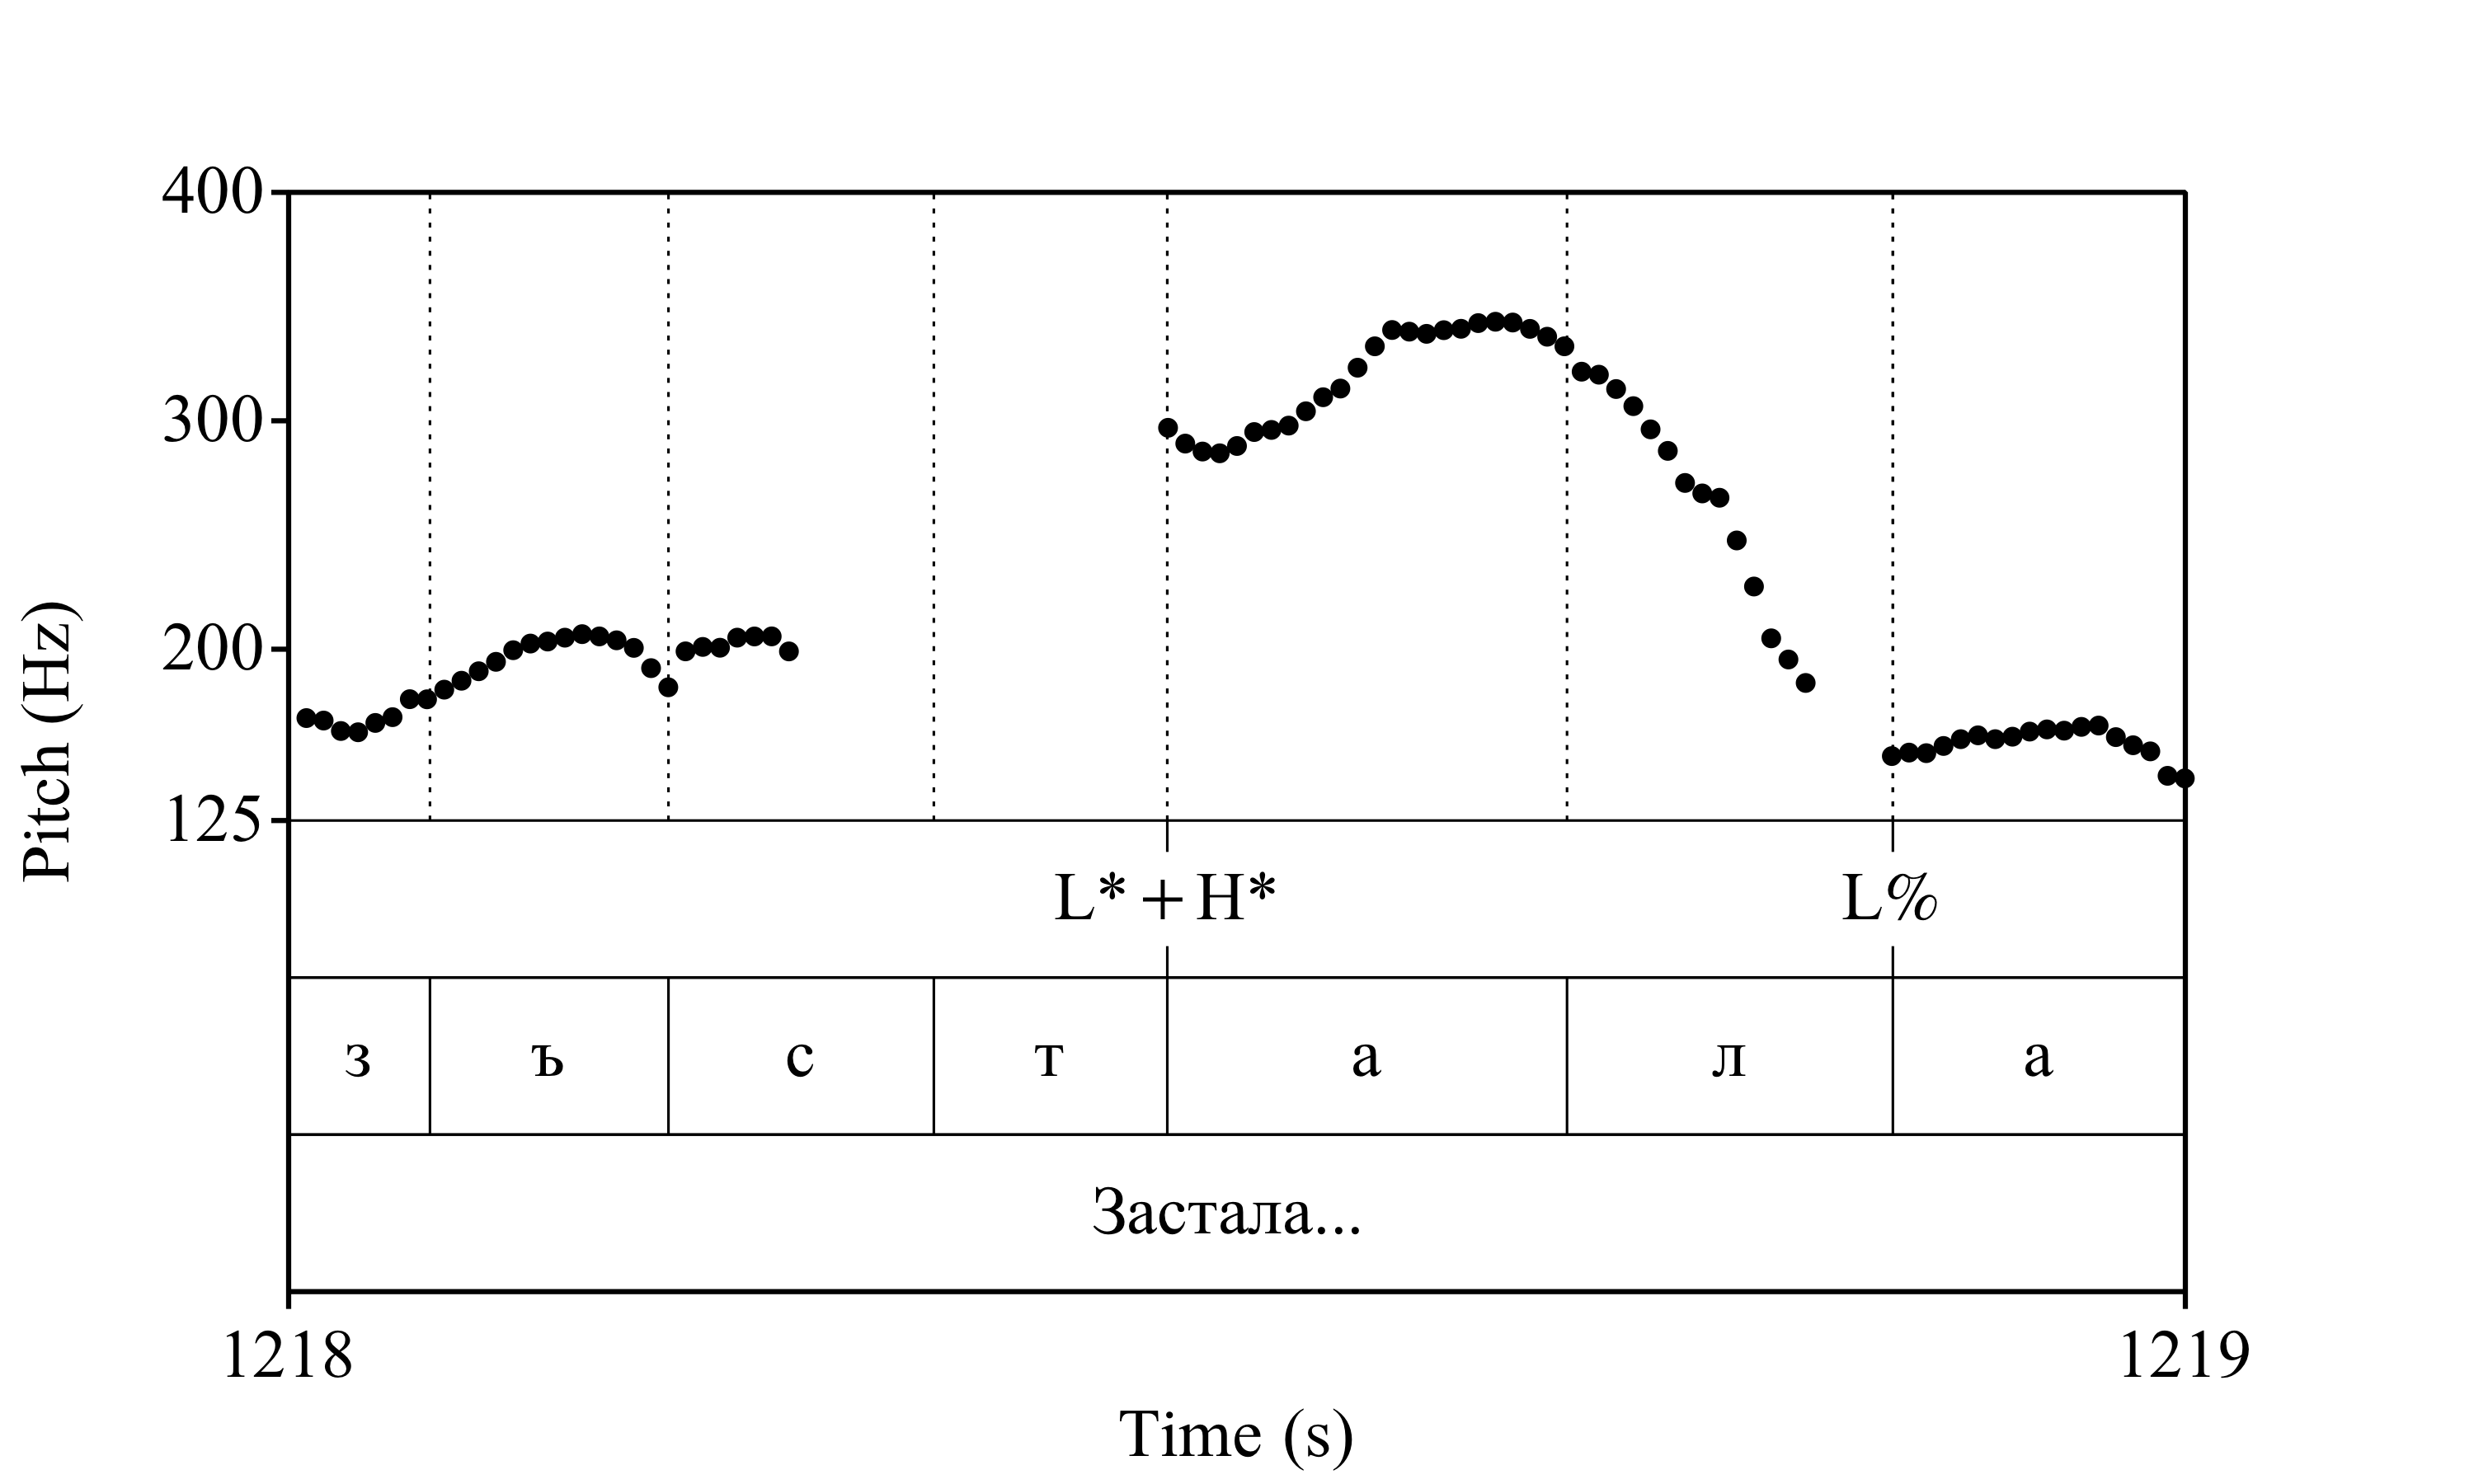 400
300
200
125
Pitch (Hz)
L* + H* L%
з ъ с т а л а
Застала...
1218 1219
Time (s)